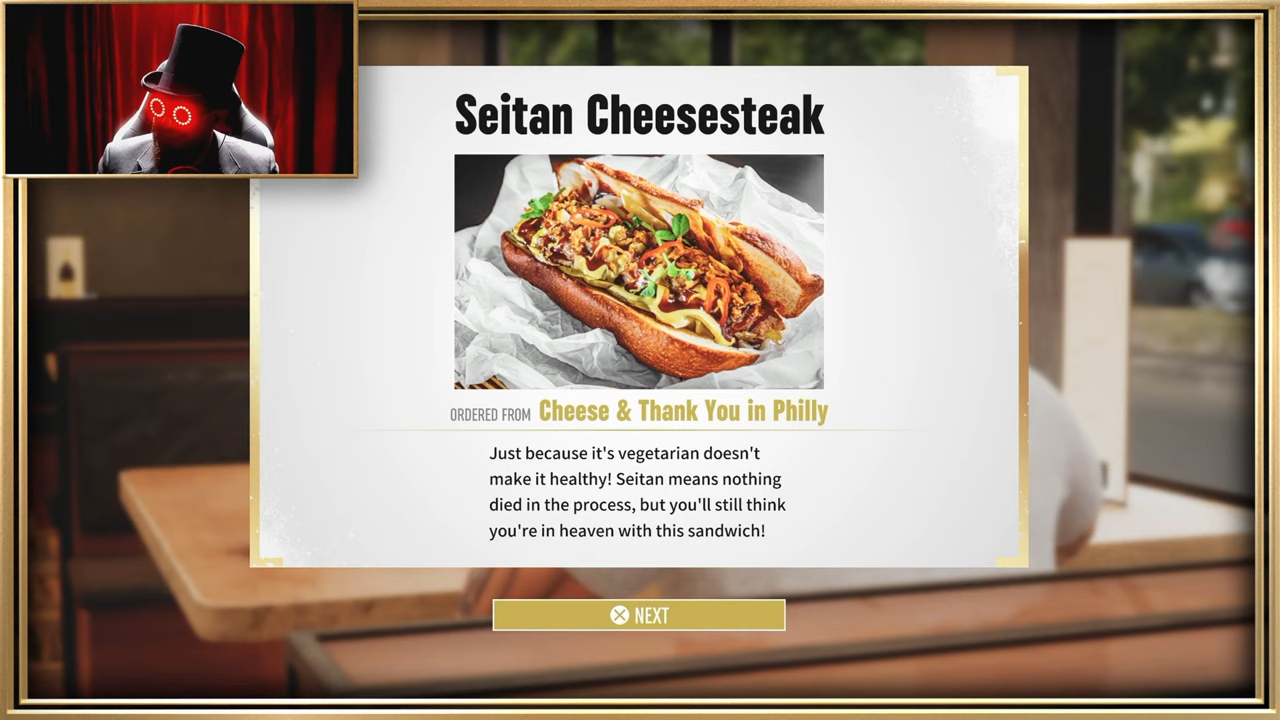 Seitan Cheesesteak
ORDERED FROM Cheese & Thank You in Philly
Just because it's vegetarian doesn't
make it healthy! Seitan means nothing
died in the process, but you'll still think
you're in heaven with this sandwich!
NEXT